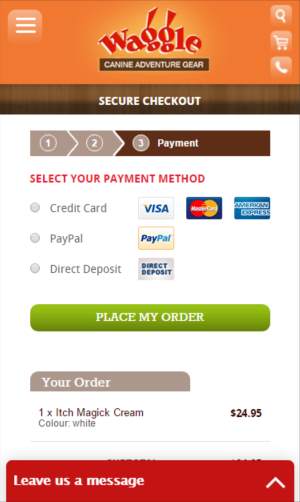 Waggle
CANINE ADVENTURE GEAR
SECURE CHECKOUT
1 2 3 Payment
SELECT YOUR PAYMENT METHOD
Credit Card VISA MasterCard AMERICAN EXPRESS
PayPal PayPal
Direct Deposit DIRECT DEPOSIT
PLACE MY ORDER
Your Order
1 x Itch Magick Cream $24.95
Colour: white
Leave us a message